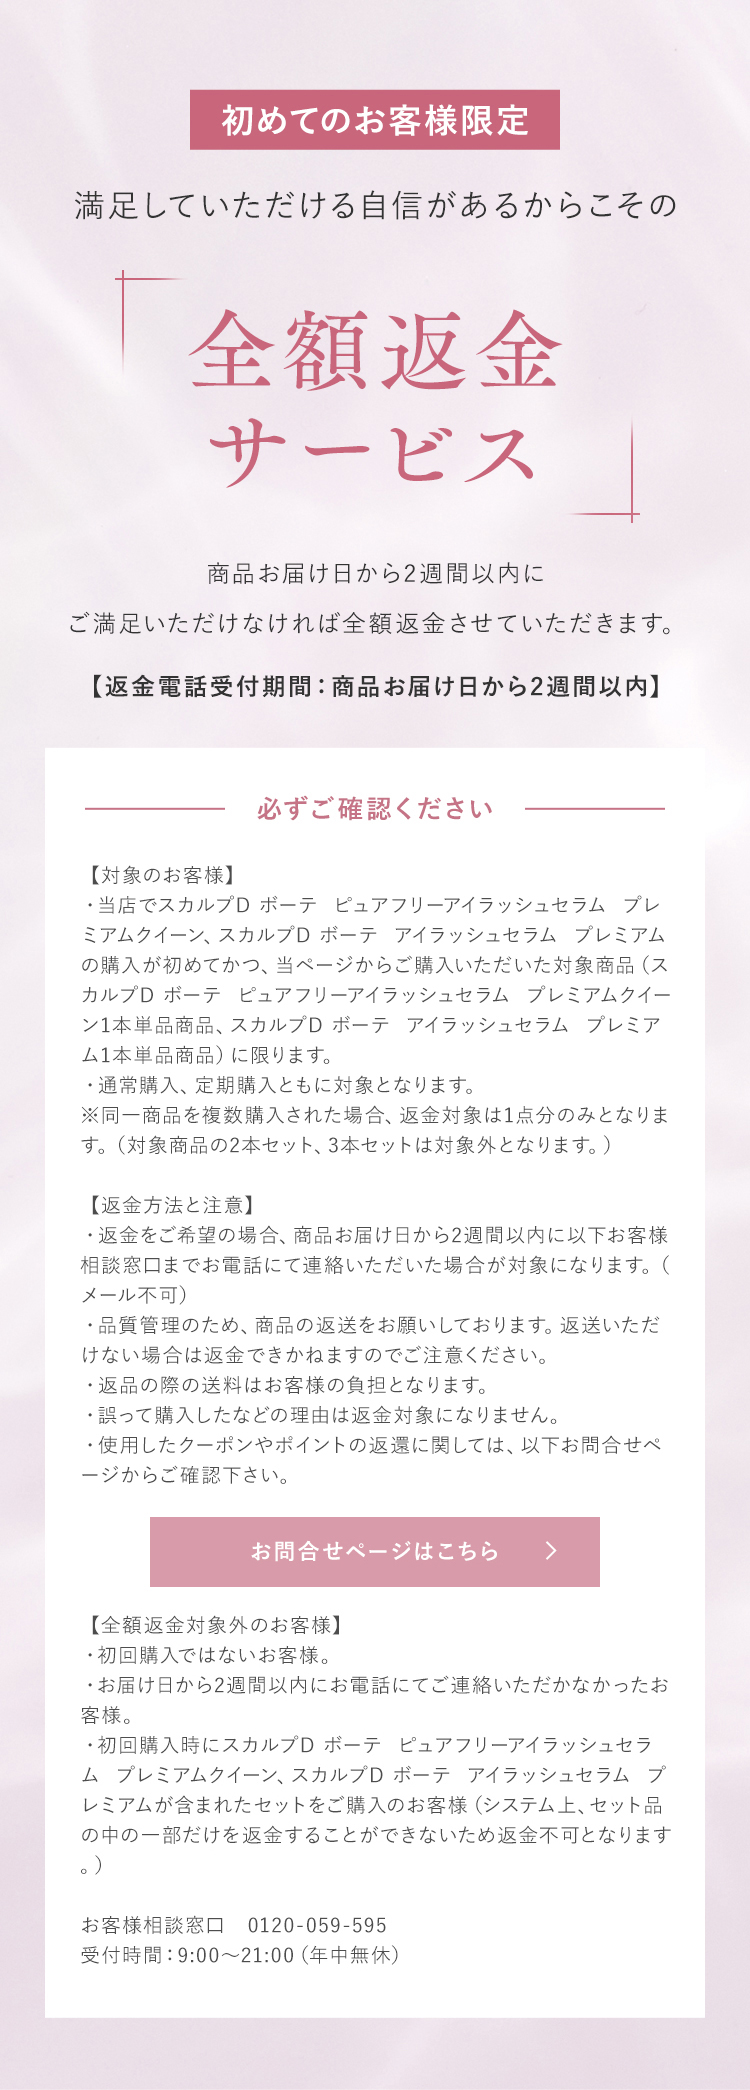 初めてのお客様限定
満足していただける自信があるからこその
全額返金
サービス
商品お届け日から2週間以内に
ご満足いただけなければ全額返金させていただきます。
【返金電話受付期間：商品お届け日から2週間以内】
必ずご確認ください
【対象のお客様】
・当店でスカルプD ボーテ　ピュアフリーアイラッシュセラム　プレ
ミアムクイーン、スカルプD ボーテ　アイラッシュセラム　プレミアム
の購入が初めてかつ、当ページからご購入いただいた対象商品（ス
カルプD ボーテ　ピュアフリーアイラッシュセラム　プレミアムクイー
ン1本単品商品、スカルプD ボーテ　アイラッシュセラム　プレミア
ム1本単品商品）に限ります。
・通常購入、定期購入ともに対象となります。
※同一商品を複数購入された場合、返金対象は1点分のみとなりま
す。（対象商品の2本セット、3本セットは対象外となります。）
【返金方法と注意】
・返金をご希望の場合、商品お届け日から2週間以内に以下お客様
相談窓口までお電話にて連絡いただいた場合が対象になります。（
メール不可）
・品質管理のため、商品の返送をお願いしております。返送いただ
けない場合は返金できかねますのでご注意ください。
・返品の際の送料はお客様の負担となります。
・誤って購入したなどの理由は返金対象になりません。
・使用したクーポンやポイントの返還に関しては、以下お問合せペ
ージからご確認下さい。
お問合せページはこちら
【全額返金対象外のお客様】
・初回購入ではないお客様。
・お届け日から2週間以内にお電話にてご連絡いただかなかったお
客様。
・初回購入時にスカルプD ボーテ　ピュアフリーアイラッシュセラ
ム　プレミアムクイーン、スカルプD ボーテ　アイラッシュセラム　プ
レミアムが含まれたセットをご購入のお客様（システム上、セット品
の中の一部だけを返金することができないため返金不可となります
。）
お客様相談窓口　0120-059-595
受付時間：9:00〜21:00（年中無休）